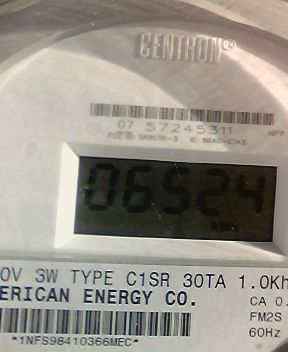 CENTRON®
07 57245311
06524
kWh
0V 3W TYPE C1SR 30TA 1.0Kh
ERICAN ENERGY CO.
CA 0.
FM2S
60Hz
*1NFS98410366MEC*